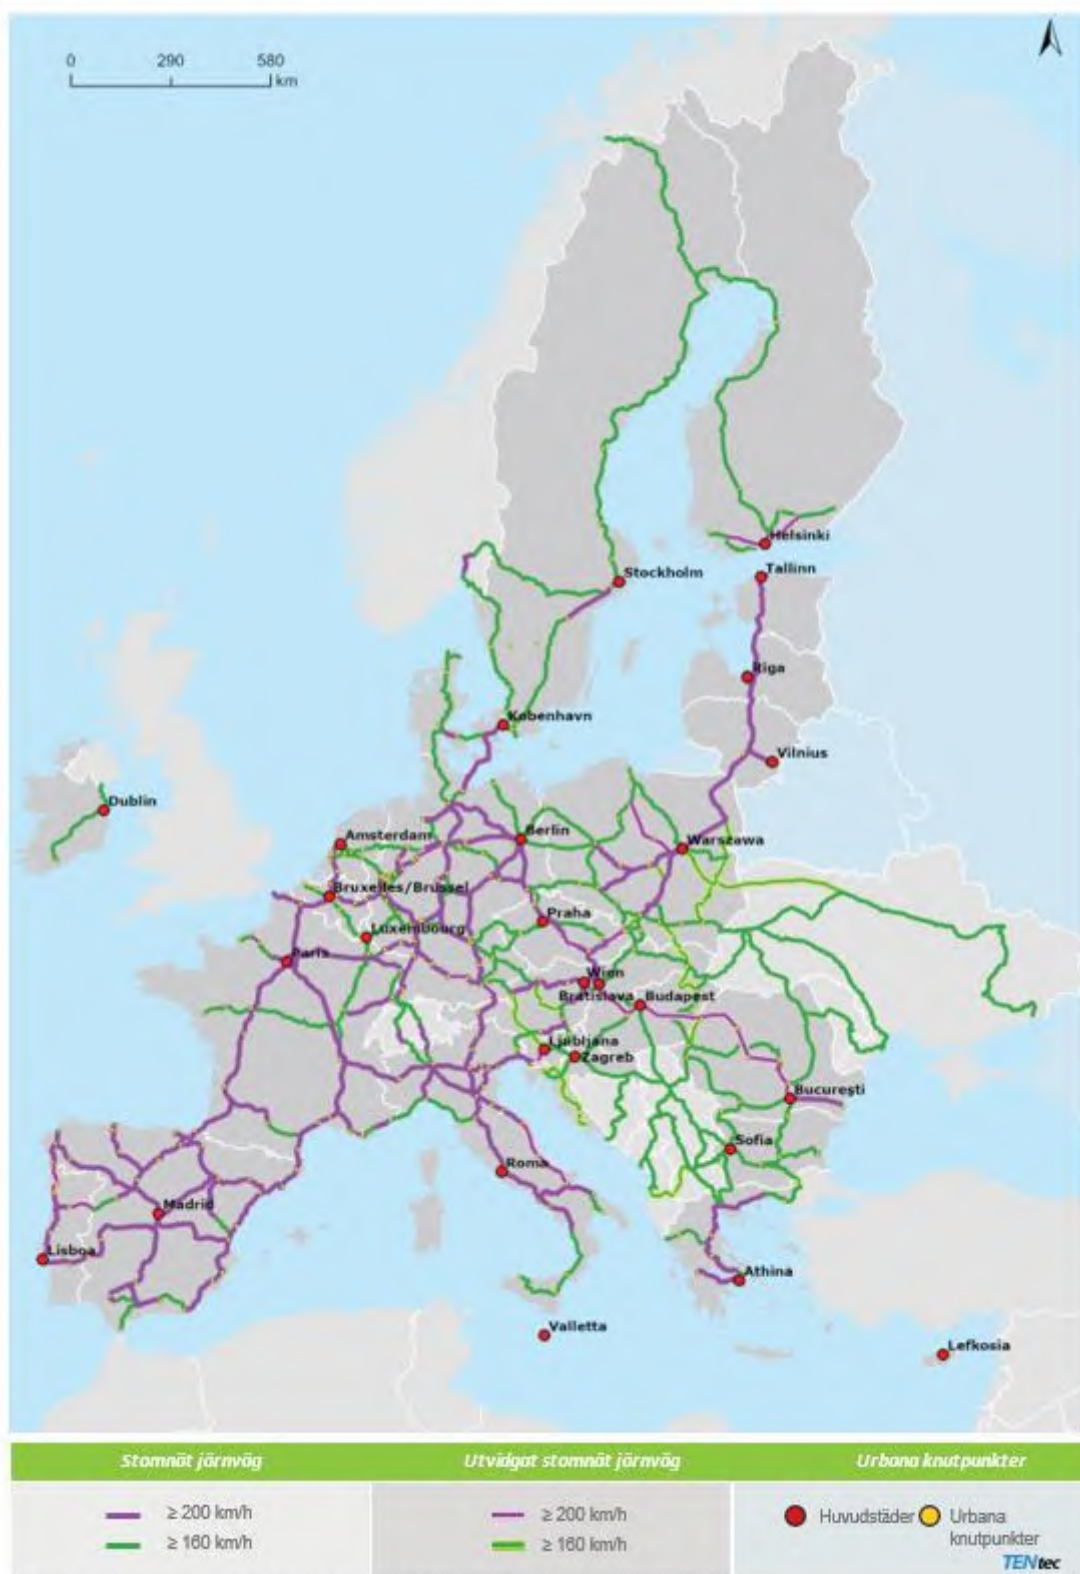 0 290 580
km
Helsinki
Tallinn
Stockholm
Riga
København
Vilnius
Dublin
Amsterdam
Berlin
Warszawa
Bruxelles/Brussel
Praha
Luxembourg
Paris
Wien
Bratislava
Budapest
Ljubljana
Zagreb
București
Sofia
Roma
Madrid
Lisboa
Athina
Valletta
Lefkosia
Stomnät järnväg
Utvidgat stomnät järnväg
Urbana knutpunkter
≥ 200 km/h
≥ 160 km/h
≥ 200 km/h
≥ 160 km/h
Huvudstäder
Urbana
knutpunkter
TENtec